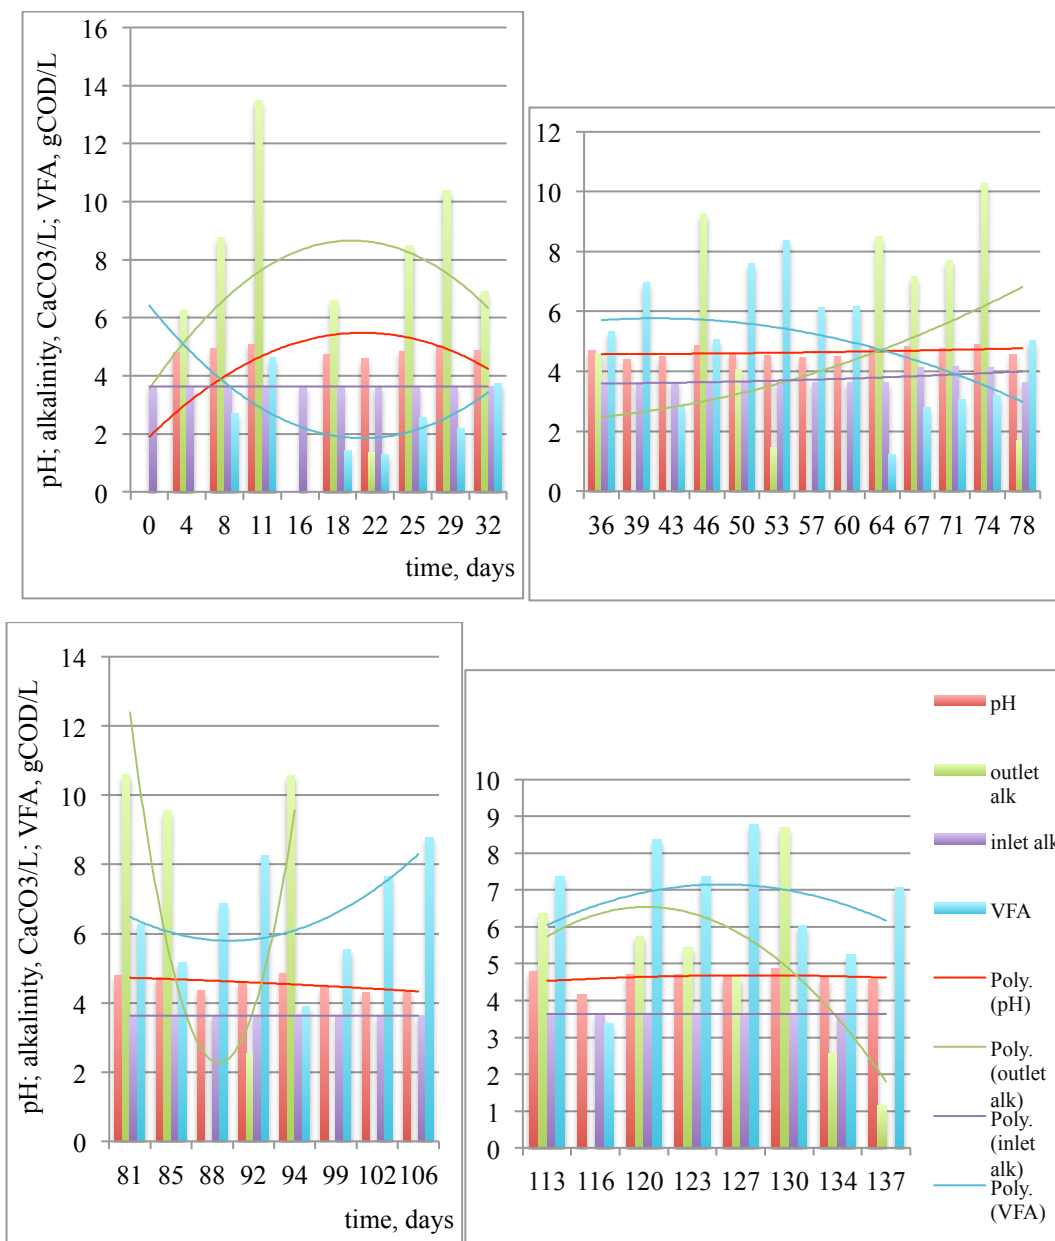 pH; alkalinity, CaCO3/L; VFA, gCOD/L
16
14
12
10
8
6
4
2
0
0 4 8 11 16 18 22 25 29 32
time, days
12
10
8
6
4
2
0
36 39 43 46 50 53 57 60 64 67 71 74 78
pH; alkalinity, CaCO3/L; VFA, gCOD/L
14
12
10
8
6
4
2
0
81 85 88 92 94 99 102 106
time, days
10
9
8
7
6
5
4
3
2
1
0
113 116 120 123 127 130 134 137
pH
outlet
alk
inlet alk
VFA
Poly.
(pH)
Poly.
(outlet
alk)
Poly.
(inlet
alk)
Poly.
(VFA)